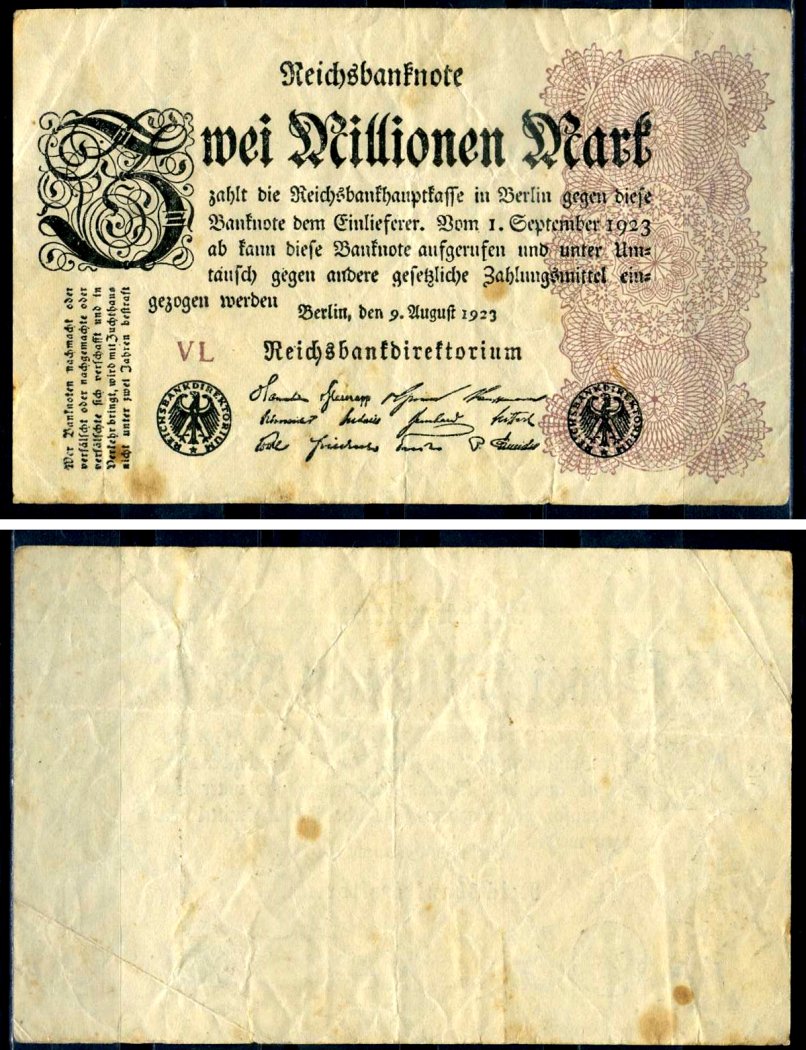 Reichsbanknote
Zwei Millionen Mark
zahlt die Reichsbankhauptkasse in Berlin gegen diese
Banknote dem Einlieferer. Vom 1. September 1923
ab kann diese Banknote aufgerufen und unter Um=
tausch gegen andere gesetzliche Zahlungsmittel ein=
gezogen werden
Berlin, den 9. August 1923
VL
Reichsbankdirektorium
REICHSBANKDIREKTORIUM
REICHSBANKDIREKTORIUM
Wer Banknoten nachmacht oder
verfälscht oder nachgemachte oder
verfälschte sich verschafft und in
Verkehr bringt, wird mit Zuchthaus
nicht unter zwei Jahren bestraft